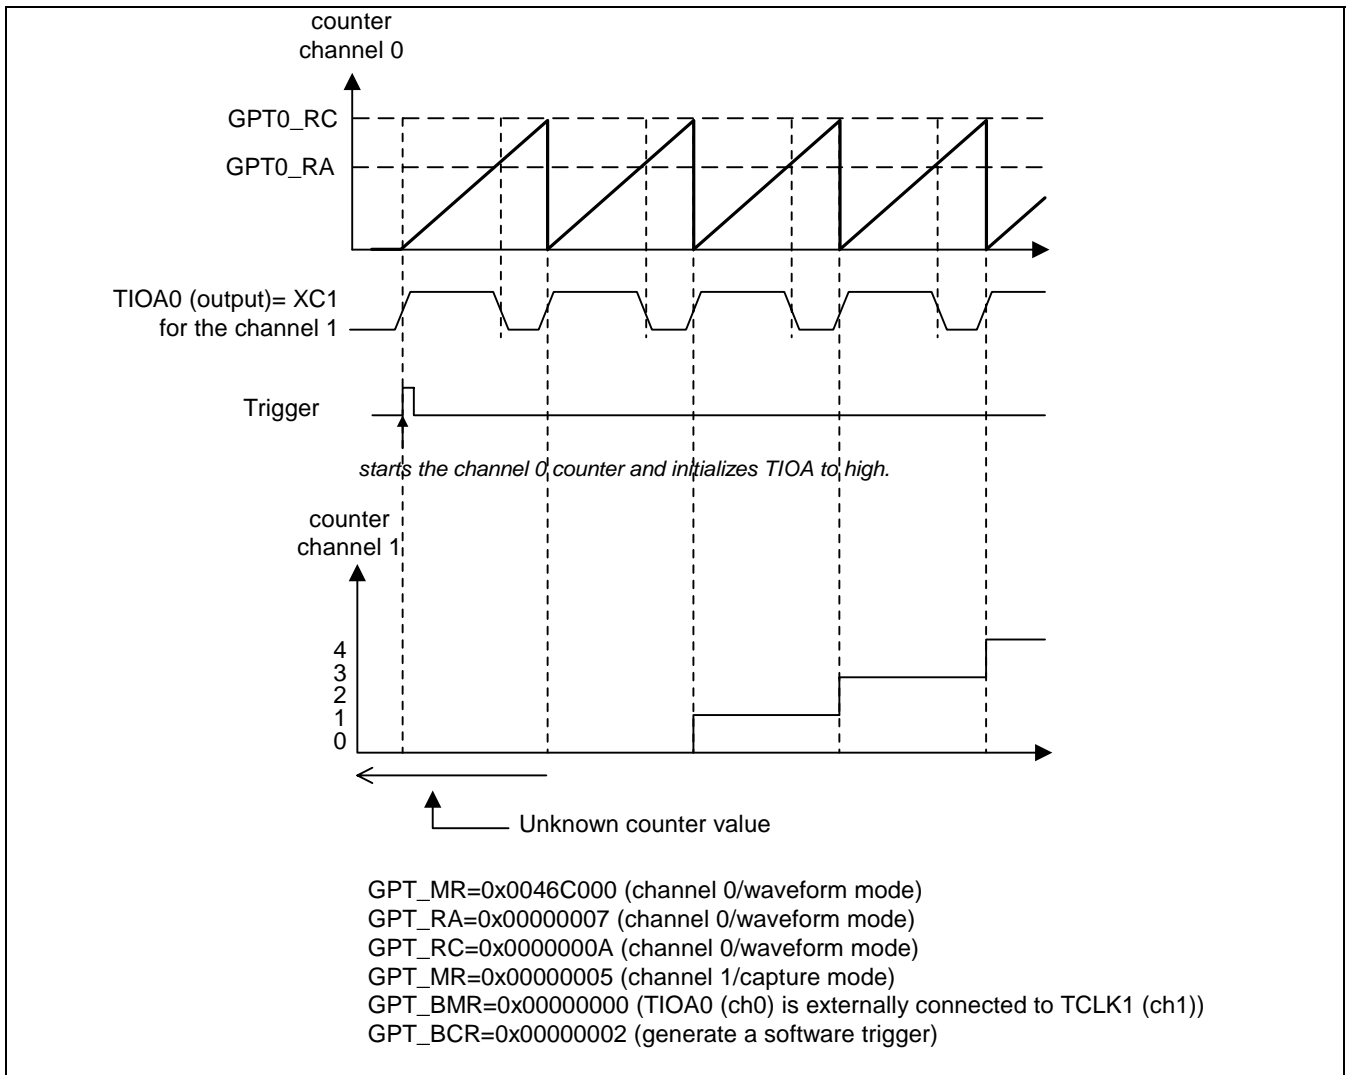 counter
channel 0
GPT0_RC
GPT0_RA
TIOA0 (output)= XC1
for the channel 1
Trigger
starts the channel 0 counter and initializes TIOA to high.
counter
channel 1
4
3
2
1
0
Unknown counter value
GPT_MR=0x0046C000 (channel 0/waveform mode)
GPT_RA=0x00000007 (channel 0/waveform mode)
GPT_RC=0x0000000A (channel 0/waveform mode)
GPT_MR=0x00000005 (channel 1/capture mode)
GPT_BMR=0x00000000 (TIOA0 (ch0) is externally connected to TCLK1 (ch1))
GPT_BCR=0x00000002 (generate a software trigger)